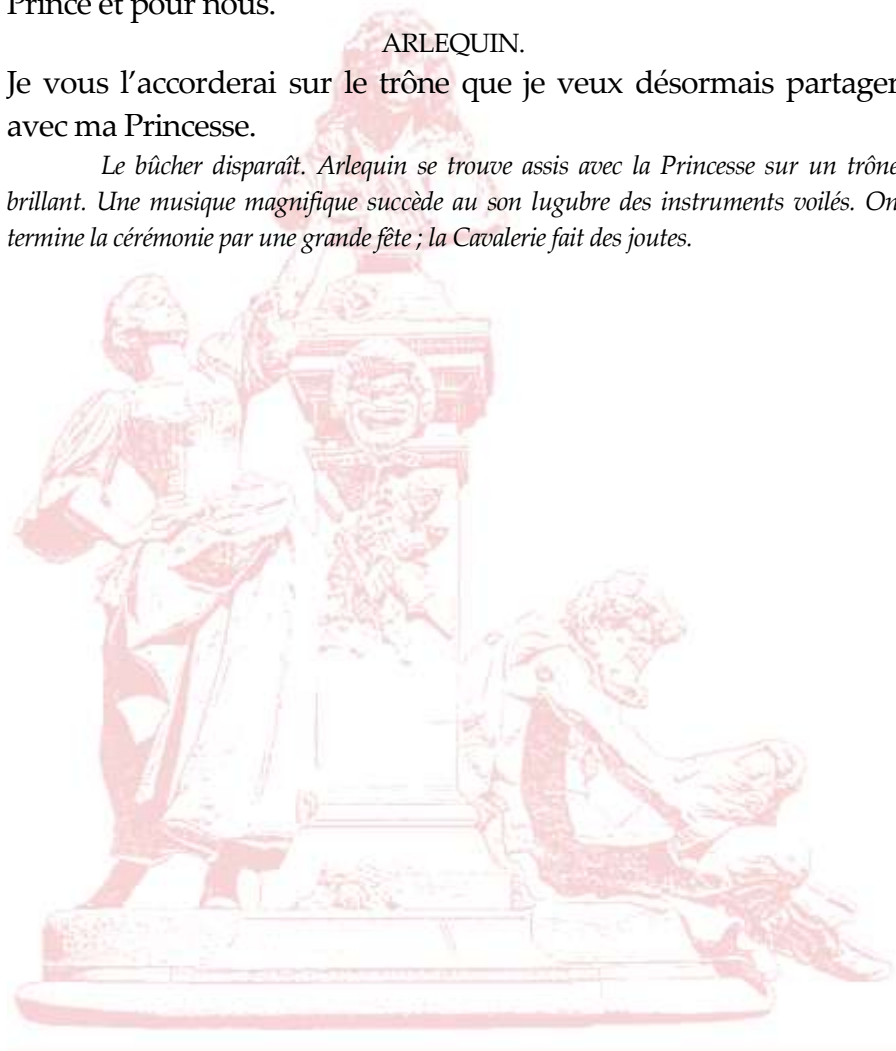 Prince et pour nous.
ARLEQUIN.
Je vous l’accorderai sur le trône que je veux désormais partager
avec ma Princesse.
Le bûcher disparaît. Arlequin se trouve assis avec la Princesse sur un trône
brillant. Une musique magnifique succède au son lugubre des instruments voilés. On
termine la cérémonie par une grande fête ; la Cavalerie fait des joutes.